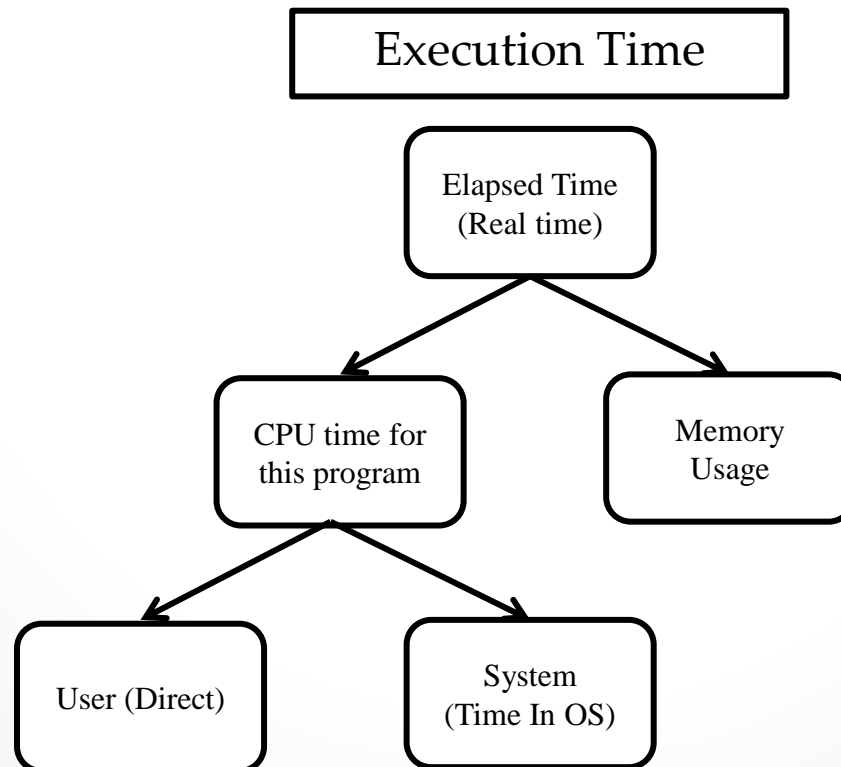 Execution Time
Elapsed Time
(Real time)
CPU time for
this program
Memory
Usage
User (Direct)
System
(Time In OS)